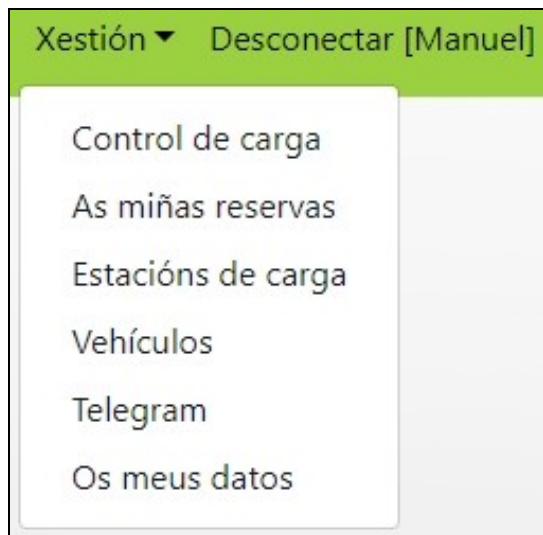 Xestión Desconectar [Manuel]
Control de carga
As miñas reservas
Estacións de carga
Vehículos
Telegram
Os meus datos